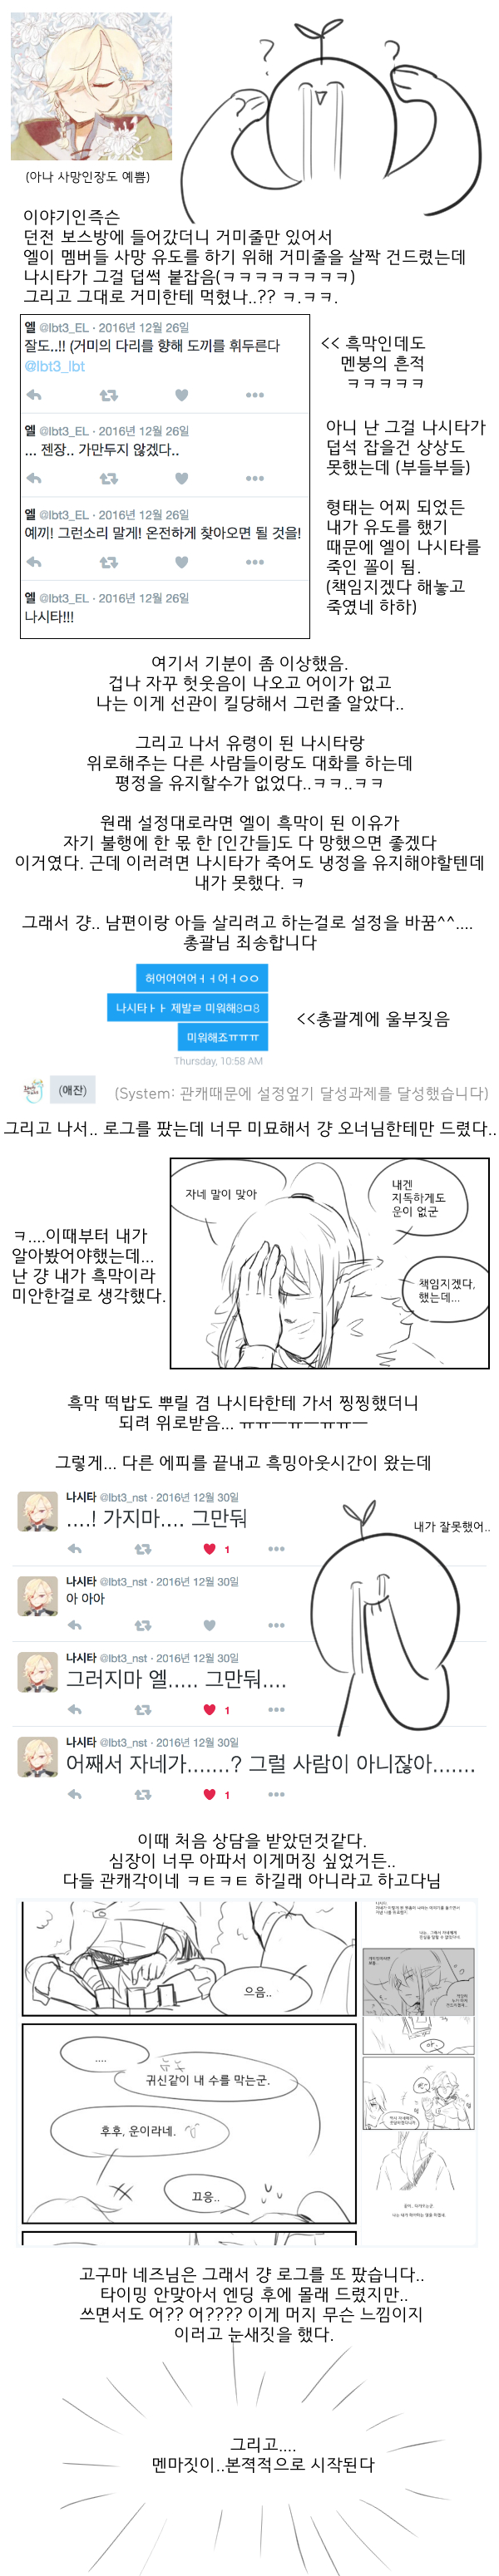 (아나 사망인장도 예쁨)
이야기인즉슨
던전 보스방에 들어갔더니 거미줄만 있어서
엘이 멤버들 사망 유도를 하기 위해 거미줄을 살짝 건드렸는데
나시타가 그걸 덥썩 붙잡음(ㅋㅋㅋㅋㅋㅋㅋㅋ)
그리고 그대로 거미한테 먹혔나..?? ㅋ.ㅋㅋ.
엘 @lbt3_EL · 2016년 12월 26일
잘도..!! (거미의 다리를 향해 도끼를 휘두른다
@lbt3_lbt
엘 @lbt3_EL · 2016년 12월 26일
... 젠장.. 가만두지 않겠다..
엘 @lbt3_EL · 2016년 12월 26일
예끼! 그런소리 말게! 온전하게 찾아오면 될 것을!
엘 @lbt3_EL · 2016년 12월 26일
나시타!!!
<< 흑막인데도
멘붕의 흔적
ㅋㅋㅋㅋㅋ
아니 난 그걸 나시타가
덥석 잡을건 상상도
못했는데 (부들부들)
형태는 어찌 되었든
내가 유도를 했기
때문에 엘이 나시타를
죽인 꼴이 됨.
(책임지겠다 해놓고
죽였네 하하)
여기서 기분이 좀 이상했음.
겁나 자꾸 헛웃음이 나오고 어이가 없고
나는 이게 선관이 킬당해서 그런줄 알았다..
그리고 나서 유령이 된 나시타랑
위로해주는 다른 사람들이랑도 대화를 하는데
평정을 유지할수가 없었다..ㅋㅋ..ㅋㅋ
원래 설정대로라면 엘이 흑막이 된 이유가
자기 불행에 한 몫 한 [인간들]도 다 망했으면 좋겠다
이거였다. 근데 이러려면 나시타가 죽어도 냉정을 유지해야할텐데
내가 못했다. ㅋ
그래서 걍.. 남편이랑 아들 살리려고 하는걸로 설정을 바꿈^^....
총괄님 죄송합니다
허어어어어ㅓㅓ어ㅓㅇㅇ
나시타ㅏㅏ 제발ㄹ 미워해8ㅁ8
미워해죠ㅠㅠㅠ
Thursday, 10:58 AM
(애잔)
<<총괄계에 울부짖음
(System: 관캐때문에 설정엎기 달성과제를 달성했습니다)
그리고 나서.. 로그를 팠는데 너무 미묘해서 걍 오너님한테만 드렸다..
자네 말이 맞아
내겐
지독하게도
운이 없군
책임지겠다,
했는데...
ㅋ....이때부터 내가
알아봤어야했는데...
난 걍 내가 흑막이라
미안한걸로 생각했다.
흑막 떡밥도 뿌릴 겸 나시타한테 가서 찡찡했더니
되려 위로받음... ㅠㅠㅡㅠㅡㅠㅠㅡ
그렇게... 다른 에피를 끝내고 흑밍아웃시간이 왔는데
나시타 @lbt3_nst · 2016년 12월 30일
....! 가지마.... 그만둬
1
나시타 @lbt3_nst · 2016년 12월 30일
아 아아
나시타 @lbt3_nst · 2016년 12월 30일
그러지마 엘..... 그만둬....
1
나시타 @lbt3_nst · 2016년 12월 30일
어째서 자네가.......? 그럴 사람이 아니잖아.......
1
내가 잘못했어..
이때 처음 상담을 받았던것같다.
심장이 너무 아파서 이게머징 싶었거든..
다들 관캐각이네 ㅋㅌㅋㅌ 하길래 아니라고 하고다님
으음..
....
귀신같이 내 수를 막는군.
후후, 운이라네.
끄응..
고구마 네즈님은 그래서 걍 로그를 또 팠습니다..
타이밍 안맞아서 엔딩 후에 몰래 드렸지만..
쓰면서도 어?? 어???? 이게 머지 무슨 느낌이지
이러고 눈새짓을 했다.
그리고....
멘마짓이..본격적으로 시작된다